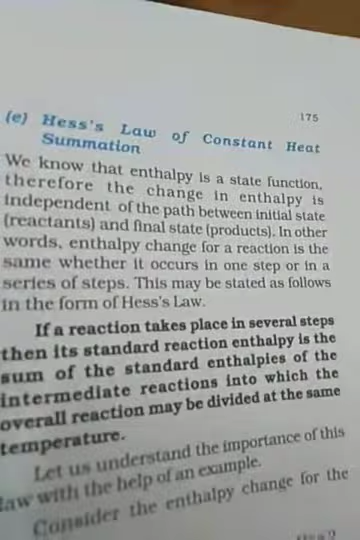 175
(e) Hess's Law of Constant Heat
Summation
We know that enthalpy is a state function,
therefore the change in enthalpy is
independent of the path between initial state
(reactants) and final state (products). In other
words, enthalpy change for a reaction is the
same whether it occurs in one step or in a
series of steps. This may be stated as follows
in the form of Hess's Law.
If a reaction takes place in several steps
then its standard reaction enthalpy is the
sum of the standard enthalpies of the
intermediate reactions into which the
overall reaction may be divided at the same
temperature.
Let us understand the importance of this
law with the help of an example.
Consider the enthalpy change for the